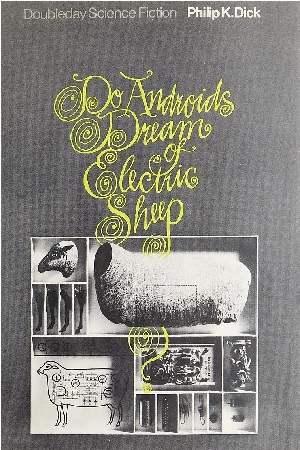 Doubleday Science Fiction Philip K. Dick
Do Androids
Dream
of
Electric
Sheep
?